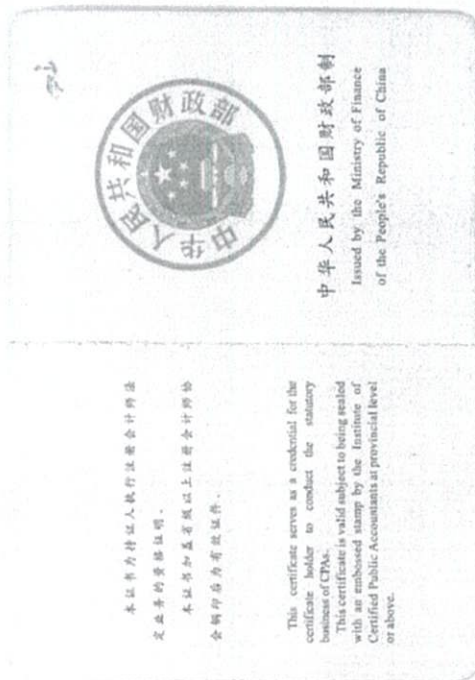 中华人民共和国财政部
中华人民共和国财政部制
Issued by the Ministry of Finance
of the People's Republic of China
本证书为持证人执行注册会计师法
定业务的资格证明。
本证书加盖省级以上注册会计师协
会钢印后为有效证件。
This certificate serves as a credential for the
certificate holder to conduct the statutory
business of CPAs.
This certificate is valid subject to being sealed
with an embossed stamp by the Institute of
Certified Public Accountants at provincial level
or above.